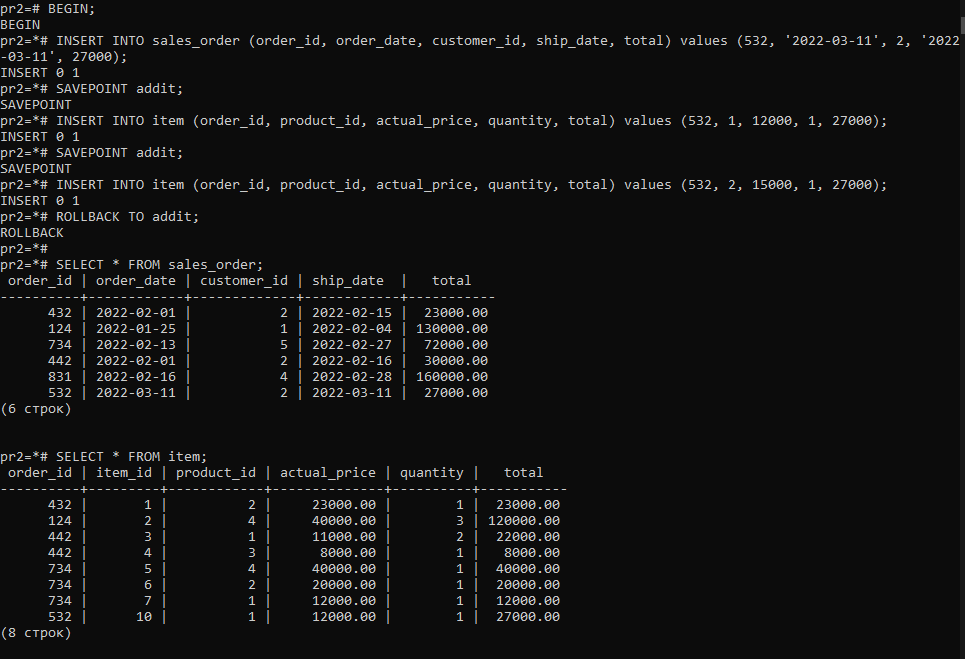 pr2=# BEGIN;
BEGIN
pr2=*# INSERT INTO sales_order (order_id, order_date, customer_id, ship_date, total) values (532, '2022-03-11', 2, '2022
-03-11', 27000);
INSERT 0 1
pr2=*# SAVEPOINT addit;
SAVEPOINT
pr2=*# INSERT INTO item (order_id, product_id, actual_price, quantity, total) values (532, 1, 12000, 1, 27000);
INSERT 0 1
pr2=*# SAVEPOINT addit;
SAVEPOINT
pr2=*# INSERT INTO item (order_id, product_id, actual_price, quantity, total) values (532, 2, 15000, 1, 27000);
INSERT 0 1
pr2=*# ROLLBACK TO addit;
ROLLBACK
pr2=*#
pr2=*# SELECT * FROM sales_order;
 order_id | order_date | customer_id | ship_date  |   total
----------+------------+-------------+------------+-----------
      432 | 2022-02-01 |           2 | 2022-02-15 |  23000.00
      124 | 2022-01-25 |           1 | 2022-02-04 | 130000.00
      734 | 2022-02-13 |           5 | 2022-02-27 |  72000.00
      442 | 2022-02-01 |           2 | 2022-02-16 |  30000.00
      831 | 2022-02-16 |           4 | 2022-02-28 | 160000.00
      532 | 2022-03-11 |           2 | 2022-03-11 |  27000.00
(6 строк)
pr2=*# SELECT * FROM item;
 order_id | item_id | product_id | actual_price | quantity |   total
----------+---------+------------+--------------+----------+-----------
      432 |       1 |          2 |     23000.00 |        1 |  23000.00
      124 |       2 |          4 |     40000.00 |        3 | 120000.00
      442 |       3 |          1 |     11000.00 |        2 |  22000.00
      442 |       4 |          3 |      8000.00 |        1 |   8000.00
      734 |       5 |          4 |     40000.00 |        1 |  40000.00
      734 |       6 |          2 |     20000.00 |        1 |  20000.00
      734 |       7 |          1 |     12000.00 |        1 |  12000.00
      532 |      10 |          1 |     12000.00 |        1 |  27000.00
(8 строк)